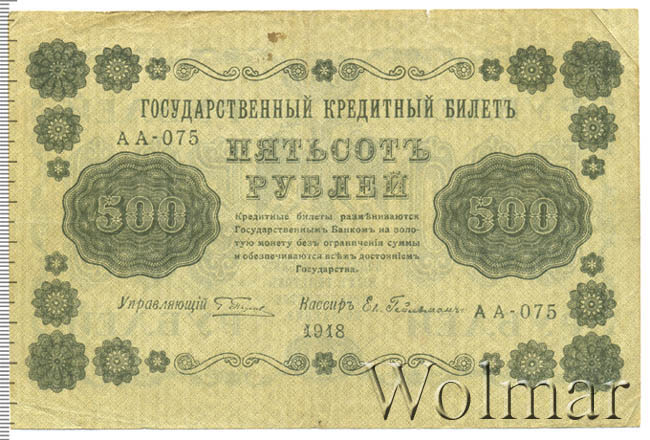 ГОСУДАРСТВЕННЫЙ КРЕДИТНЫЙ БИЛЕТЪ
АА-075
ПЯТЬСОТЪ
РУБЛЕЙ
500
500
Кредитные билеты размѣниваются
Государственнымъ Банкомъ на золо-
тую монету безъ ограниченія суммы
и обезпечиваются всѣмъ достояніемъ
Государства.
Управляющій
Кассиръ
АА-075
1918
Wolmar